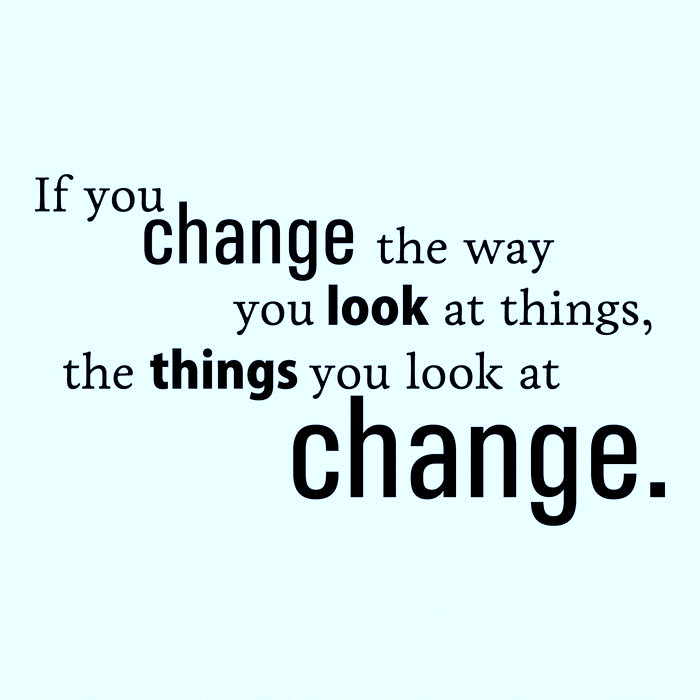 If you
change the way
you look at things,
the things you look at
change.